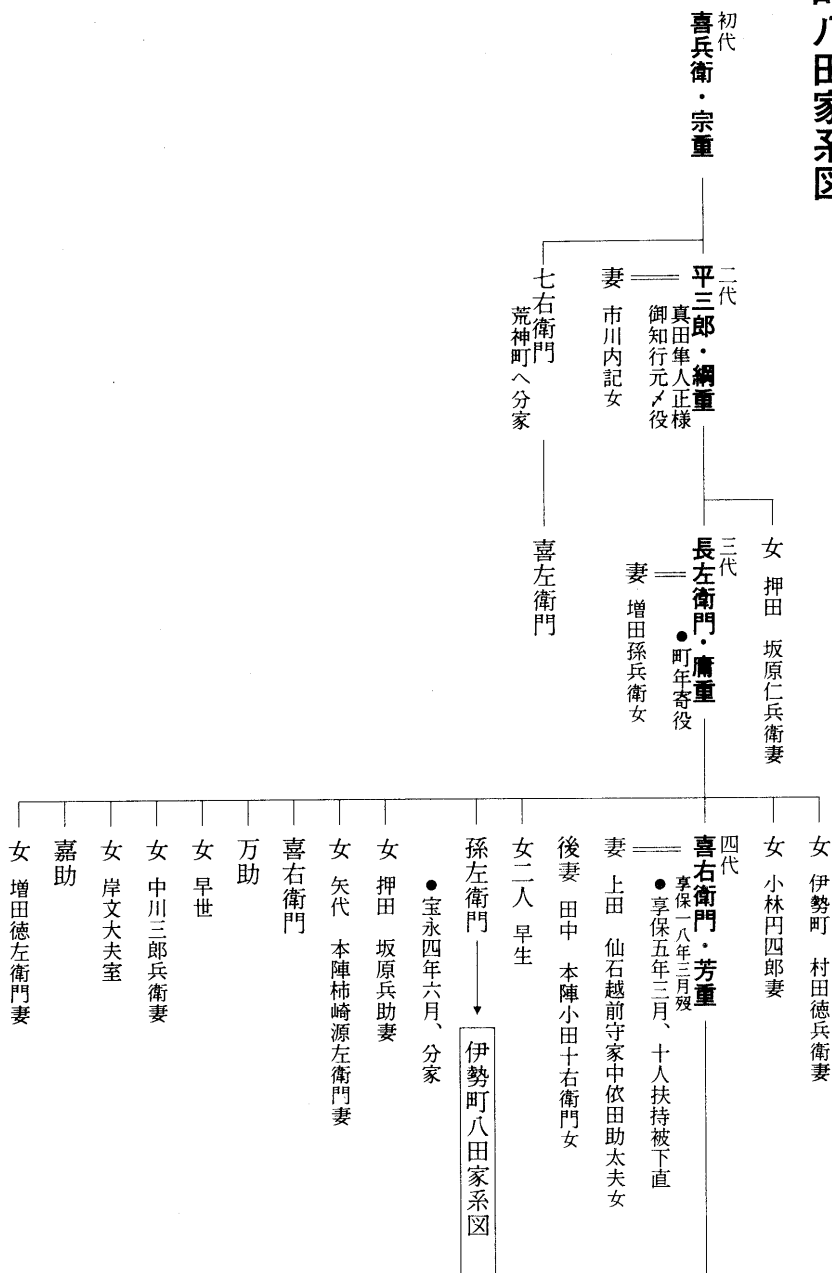 八田家系図
初代
喜兵衛・宗重
二代
平三郎・綱重
真田隼人正様
御知行元〆役
妻 市川内記女
七右衛門
荒神町へ分家
女 押田 坂原仁兵衛妻
三代
長左衛門・庸重
●町年寄役
妻 増田孫兵衛女
喜左衛門
女 伊勢町 村田徳兵衛妻
女 小林円四郎妻
四代
喜右衛門・芳重
享保一八年三月歿
●享保五年三月、十人扶持被下直
妻 上田 仙石越前守家中依田助太夫女
後妻 田中 本陣小田十右衛門女
女二人 早生
孫左衛門
●宝永四年六月、分家
伊勢町八田家系図
女 押田 坂原兵助妻
女 矢代 本陣柿崎源左衛門妻
喜右衛門
万助
女 早世
女 中川三郎兵衛妻
女 岸文大夫室
嘉助
女 増田徳左衛門妻